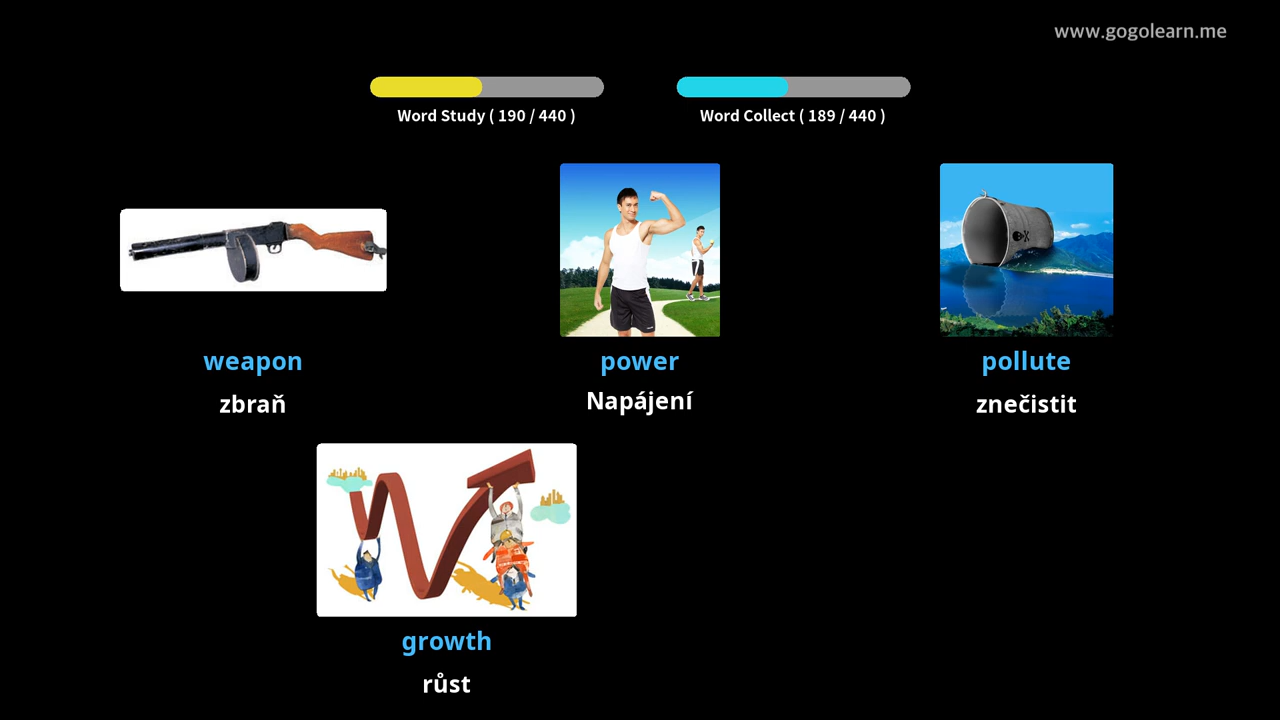 www.gogolearn.me
Word Study ( 190 / 440 )
Word Collect ( 189 / 440 )
weapon
power
pollute
zbraň
Napájení
znečistit
growth
růst